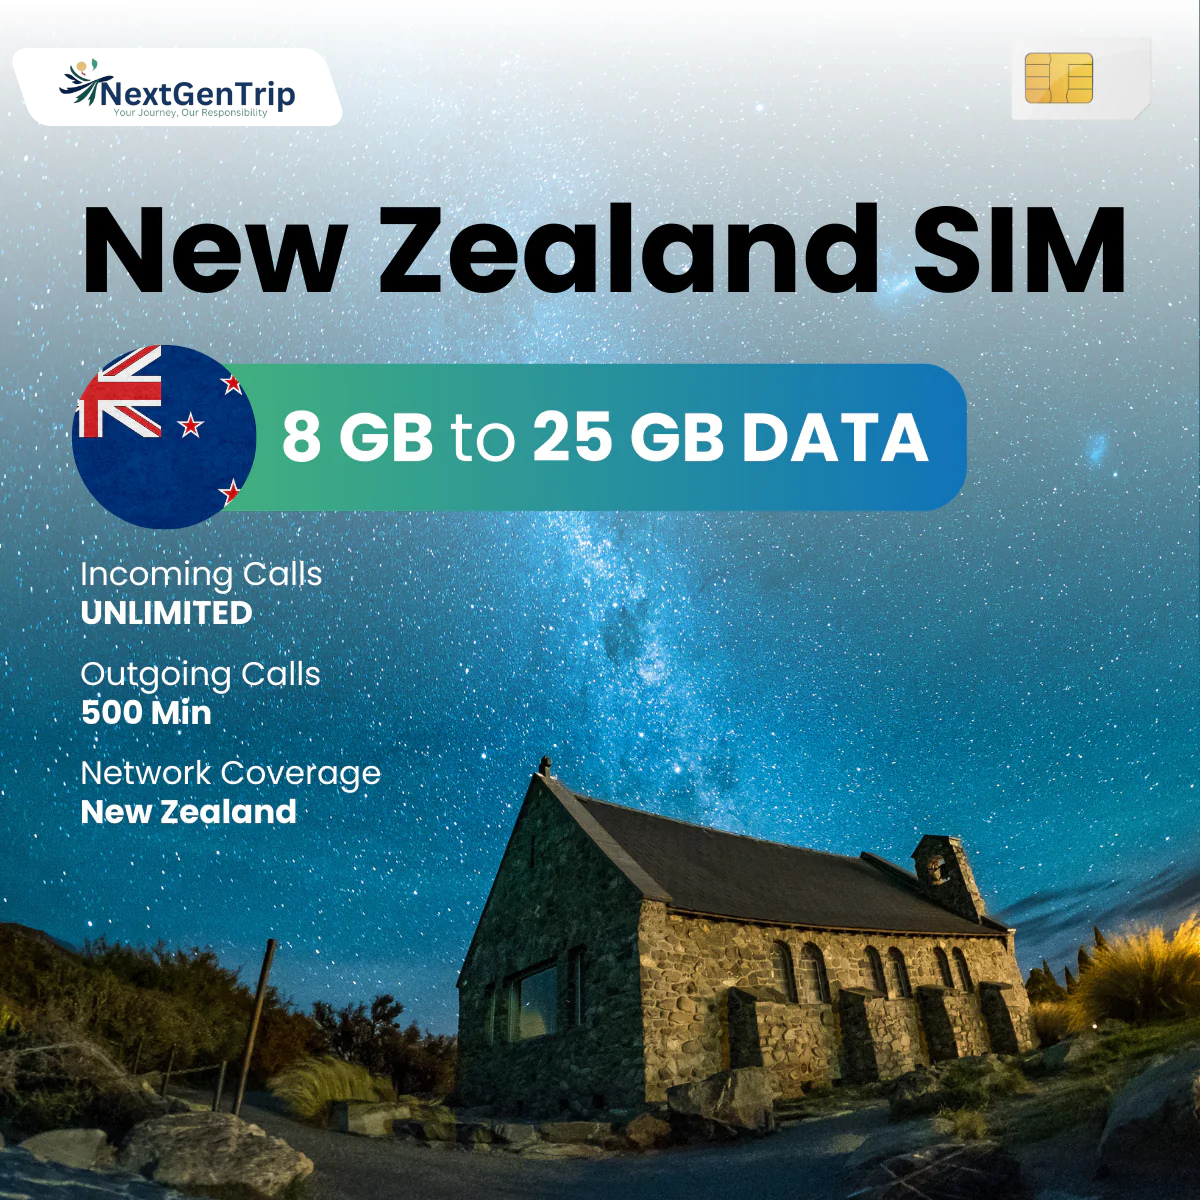 NextGenTrip
Your Journey, Our Responsibility
New Zealand SIM
8 GB to 25 GB DATA
Incoming Calls
UNLIMITED
Outgoing Calls
500 Min
Network Coverage
New Zealand